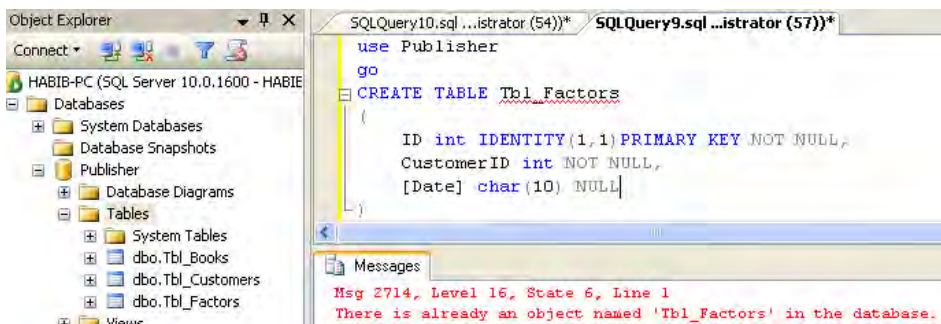 Object Explorer
Connect
HABIB-PC (SQL Server 10.0.1600 - HABIE
Databases
System Databases
Database Snapshots
Publisher
Database Diagrams
Tables
System Tables
dbo.Tbl_Books
dbo.Tbl_Customers
dbo.Tbl_Factors
Views
SQLQuery10.sql ...istrator (54))* SQLQuery9.sql ...istrator (57))*
use Publisher
go
CREATE TABLE Tbl_Factors
(
ID int IDENTITY(1,1)PRIMARY KEY NOT NULL,
CustomerID int NOT NULL,
[Date] char(10) NULL
)
Messages
Msg 2714, Level 16, State 6, Line 1
There is already an object named 'Tbl_Factors' in the database.